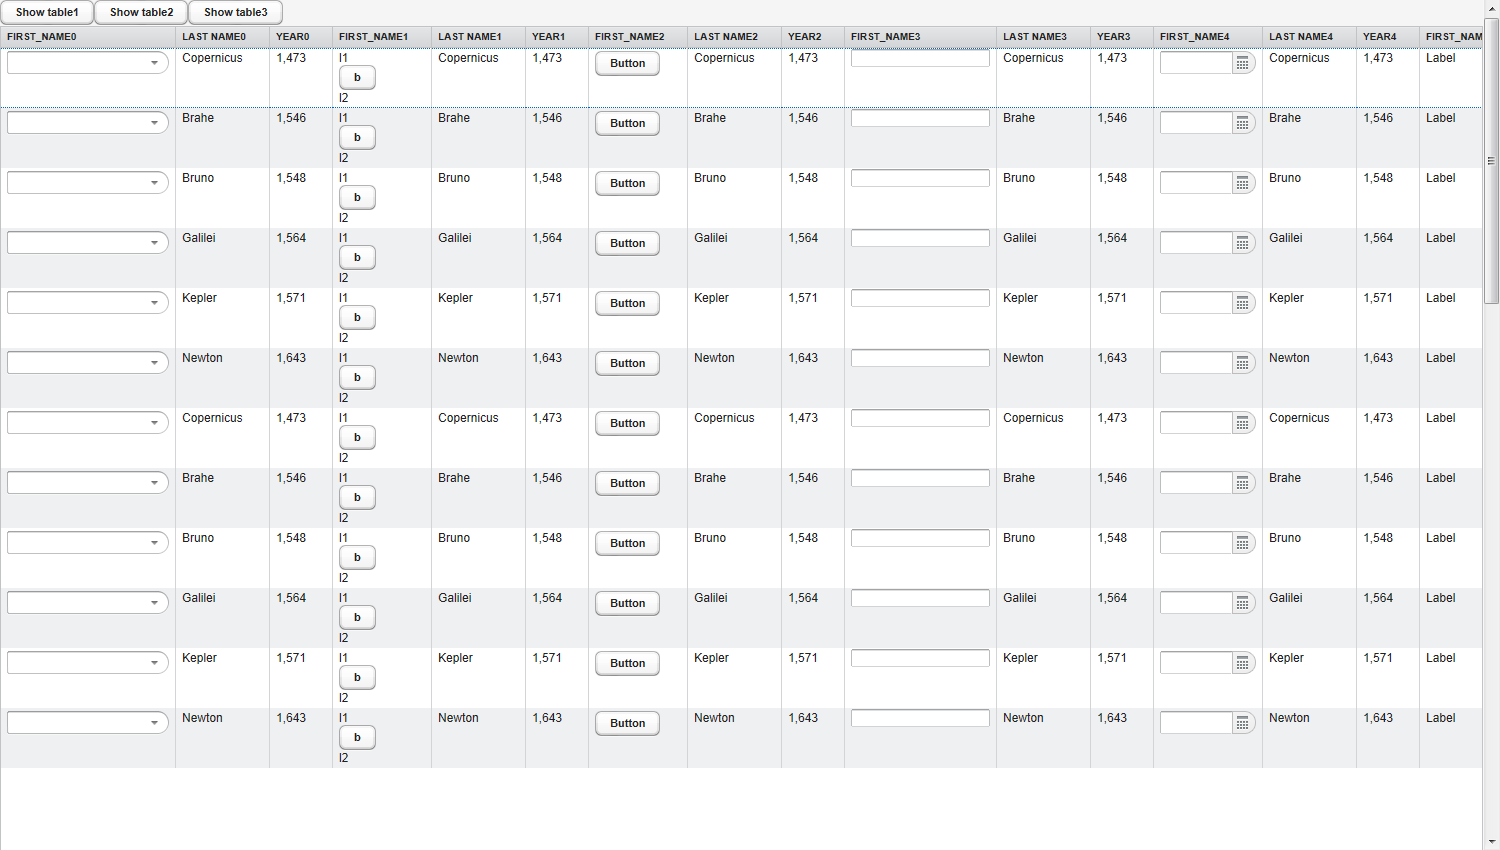 Show table1 Show table2 Show table3
FIRST_NAME0 LAST NAME0 YEAR0 FIRST_NAME1 LAST NAME1 YEAR1 FIRST_NAME2 LAST NAME2 YEAR2 FIRST_NAME3 LAST NAME3 YEAR3 FIRST_NAME4 LAST NAME4 YEAR4 FIRST_NAM
Copernicus 1,473 l1 Copernicus 1,473 Button Copernicus 1,473 Copernicus 1,473 Copernicus 1,473 Label
b
l2
Brahe 1,546 l1 Brahe 1,546 Button Brahe 1,546 Brahe 1,546 Brahe 1,546 Label
b
l2
Bruno 1,548 l1 Bruno 1,548 Button Bruno 1,548 Bruno 1,548 Bruno 1,548 Label
b
l2
Galilei 1,564 l1 Galilei 1,564 Button Galilei 1,564 Galilei 1,564 Galilei 1,564 Label
b
l2
Kepler 1,571 l1 Kepler 1,571 Button Kepler 1,571 Kepler 1,571 Kepler 1,571 Label
b
l2
Newton 1,643 l1 Newton 1,643 Button Newton 1,643 Newton 1,643 Newton 1,643 Label
b
l2
Copernicus 1,473 l1 Copernicus 1,473 Button Copernicus 1,473 Copernicus 1,473 Copernicus 1,473 Label
b
l2
Brahe 1,546 l1 Brahe 1,546 Button Brahe 1,546 Brahe 1,546 Brahe 1,546 Label
b
l2
Bruno 1,548 l1 Bruno 1,548 Button Bruno 1,548 Bruno 1,548 Bruno 1,548 Label
b
l2
Galilei 1,564 l1 Galilei 1,564 Button Galilei 1,564 Galilei 1,564 Galilei 1,564 Label
b
l2
Kepler 1,571 l1 Kepler 1,571 Button Kepler 1,571 Kepler 1,571 Kepler 1,571 Label
b
l2
Newton 1,643 l1 Newton 1,643 Button Newton 1,643 Newton 1,643 Newton 1,643 Label
b
l2